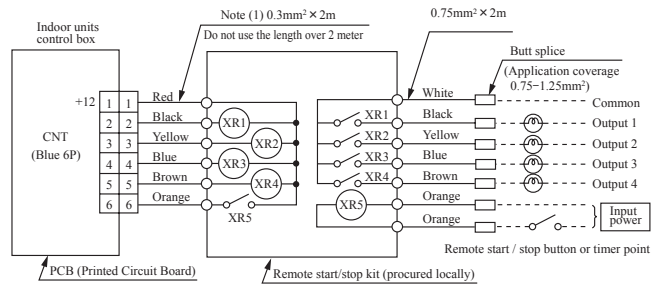 Note (1) 0.3mm² × 2m
0.75mm² × 2m
Indoor units
control box
Do not use the length over 2 meter
Butt splice
(Application coverage
0.75−1.25mm²)
+12
1 1
Red
White
Common
2 2
Black
XR1
XR1
Black
Output 1
CNT
(Blue 6P)
3 3
Yellow
XR2
XR2
Yellow
Output 2
4 4
Blue
XR3
XR3
Blue
Output 3
5 5
Brown
XR4
XR4
Brown
Output 4
6 6
Orange
XR5
XR5
Orange
Orange
Input
power
Remote start / stop button or timer point
PCB (Printed Circuit Board)
Remote start/stop kit (procured locally)